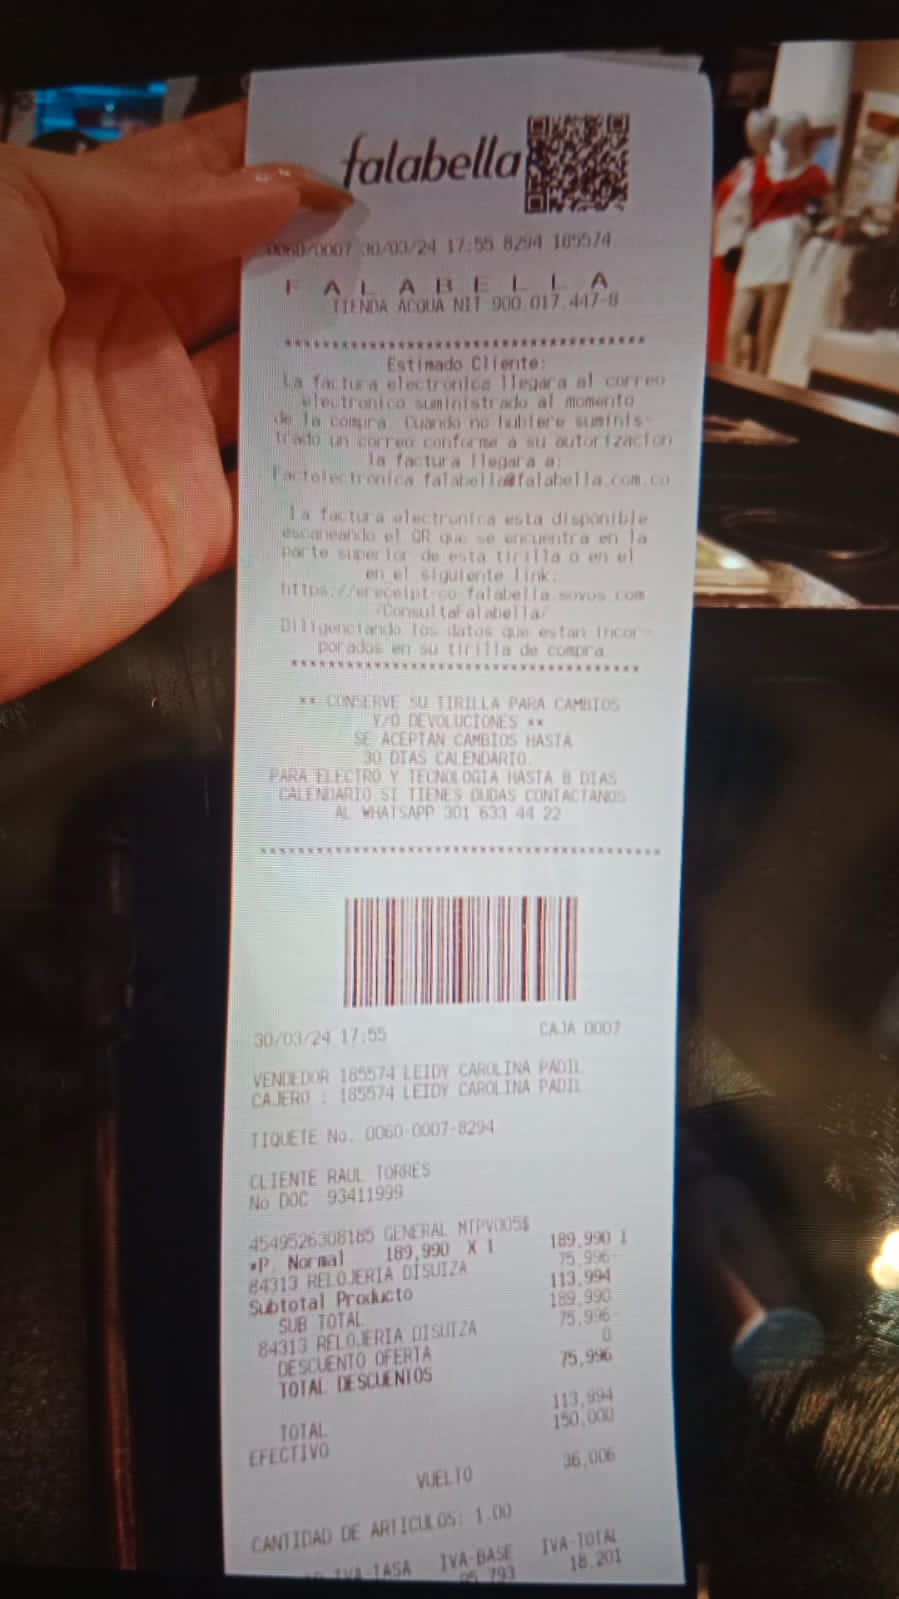 falabella
0060/0007 30/03/24 17:55 8294 185574
F A L A B E L L A
TIENDA ACQUA NIT 900.017.447-8
****************************************
Estimado Cliente:
La factura electronica llegara al correo
electronico suministrado al momento
de la compra. Cuando no hubiere suminis-
trado un correo conforme a su autorizacion
la factura llegara a:
Factelectronica falabella@falabella.com.co
La factura electronica esta disponible
escaneando el QR que se encuentra en la
parte superior de esta tirilla o en el
en el siguiente link:
https://ereceipt-co.falabella.sovos.com
/ConsultaFalabella/
Diligenciando los datos que estan incor-
porados en su tirilla de compra
****************************************
** CONSERVE SU TIRILLA PARA CAMBIOS
Y/O DEVOLUCIONES **
SE ACEPTAN CAMBIOS HASTA
30 DIAS CALENDARIO.
PARA ELECTRO Y TECNOLOGIA HASTA 8 DIAS
CALENDARIO SI TIENES DUDAS CONTACTANOS
AL WHATSAPP 301 633 44 22
****************************************
30/03/24 17:55 CAJA 0007
VENDEDOR 185574 LEIDY CAROLINA PADIL
CAJERO : 185574 LEIDY CAROLINA PADIL
TIQUETE No. 0060-0007-8294
CLIENTE RAUL TORRES
No DOC 93411999
4549526308185 GENERAL MTPV005$
*P. Normal 189,990 X 1 189,990 I
84313 RELOJERIA DISUIZA 75,996-
Subtotal Producto 113,994
SUB TOTAL 189,990
84313 RELOJERIA DISUIZA 75,996-
DESCUENTO OFERTA 0
TOTAL DESCUENTOS 75,996
TOTAL 113,994
EFECTIVO 150,000
VUELTO 36,006
CANTIDAD DE ARTICULOS: 1.00
IVA-TASA IVA-BASE IVA-TOTAL
95,793 18,201